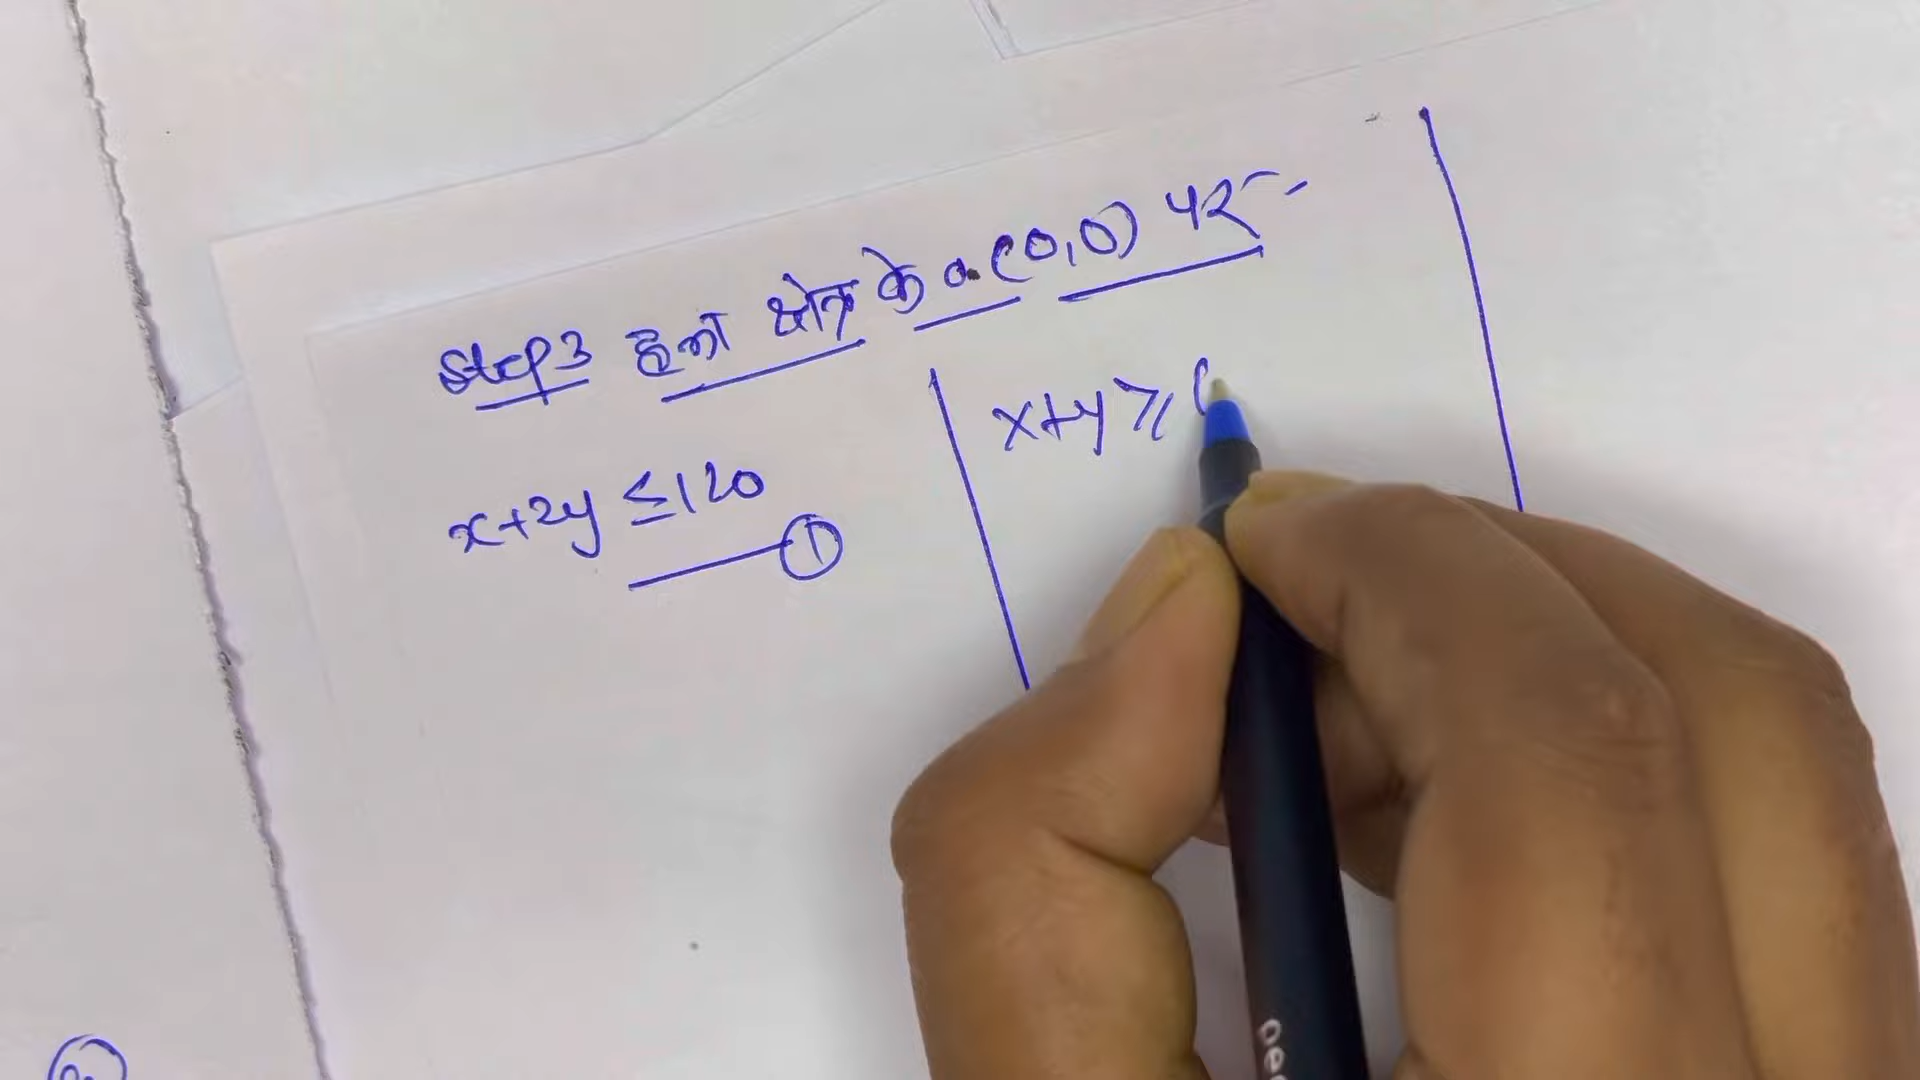 Step 3 हला क्षेत्र के O. (0,0) पर -
x+2y ≤120
①
x+y ≥